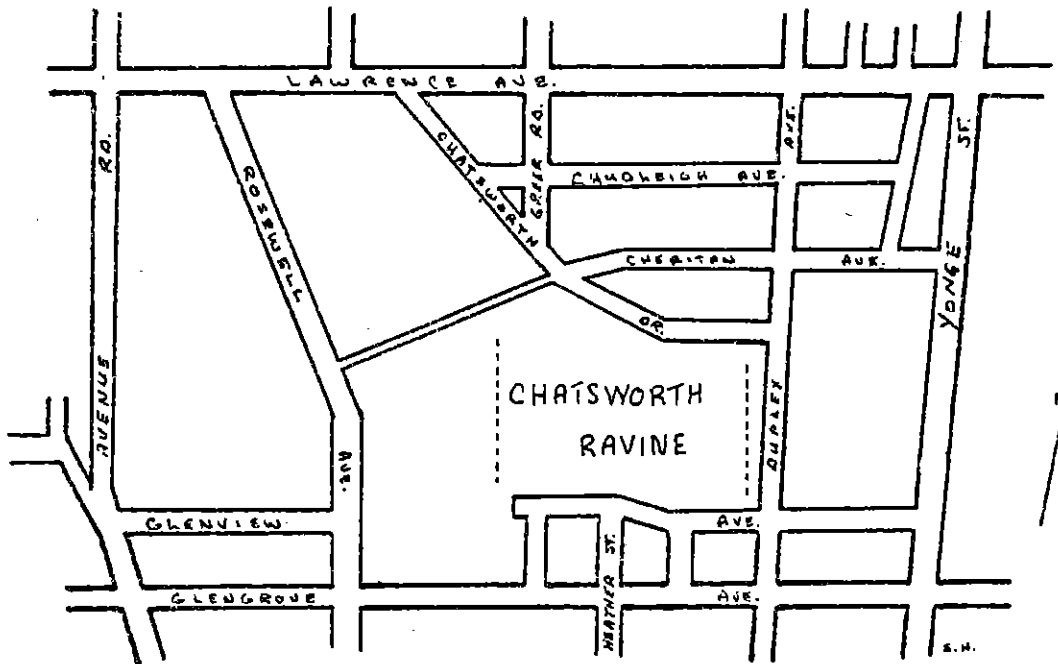 LAWRENCE AVE.
AVENUE RD.
ROSEWELL AVE.
CHATSWORTH DR.
GREER RD.
CHUDLEIGH AVE.
CHERITAN AVE.
DUPLEX AVE.
YONGE ST.
CHATSWORTH
RAVINE
GLENVIEW AVE.
HEATHER ST.
GLENGROVE AVE.
S.H.